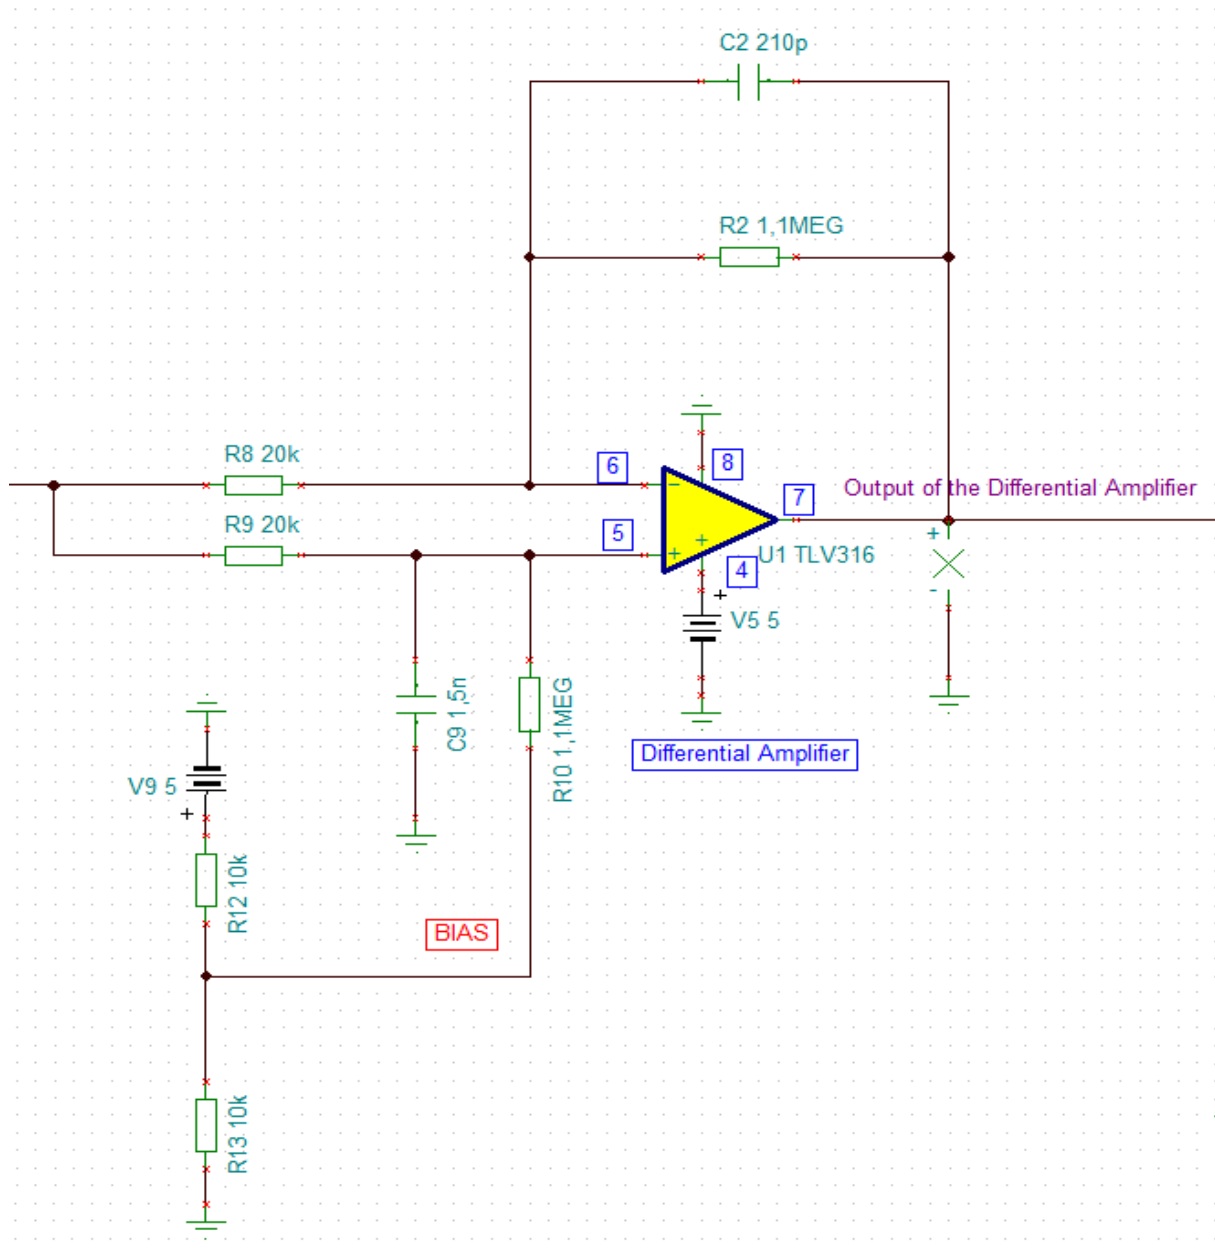 C2 210p
R2 1,1MEG
R8 20k
6
8
7
Output of the Differential Amplifier
R9 20k
5
-
+
+
4
U1 TLV316
+
-
+
V5 5
C9 1,5n
R10 1,1MEG
Differential Amplifier
V9 5
+
R12 10k
BIAS
R13 10k